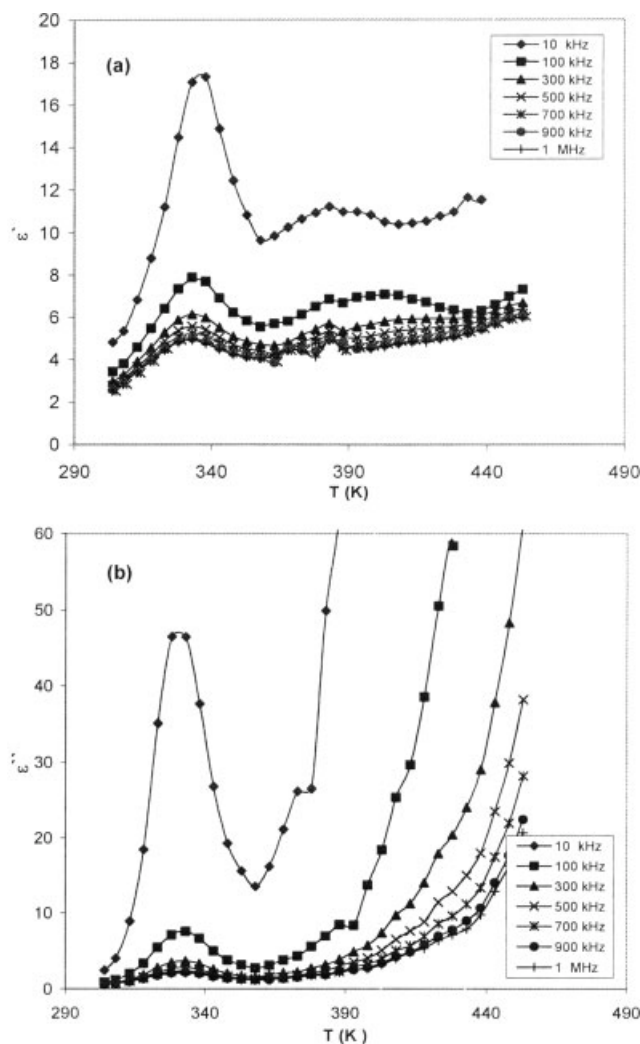 20
18
16
14
12
10
8
6
4
2
0
ε`
(a)
10 kHz
100 kHz
300 kHz
500 kHz
700 kHz
900 kHz
1 MHz
290 340 390 440 490
T (K)
60
50
40
30
20
10
0
ε``
(b)
10 kHz
100 kHz
300 kHz
500 kHz
700 kHz
900 kHz
1 MHz
290 340 390 440 490
T (K)